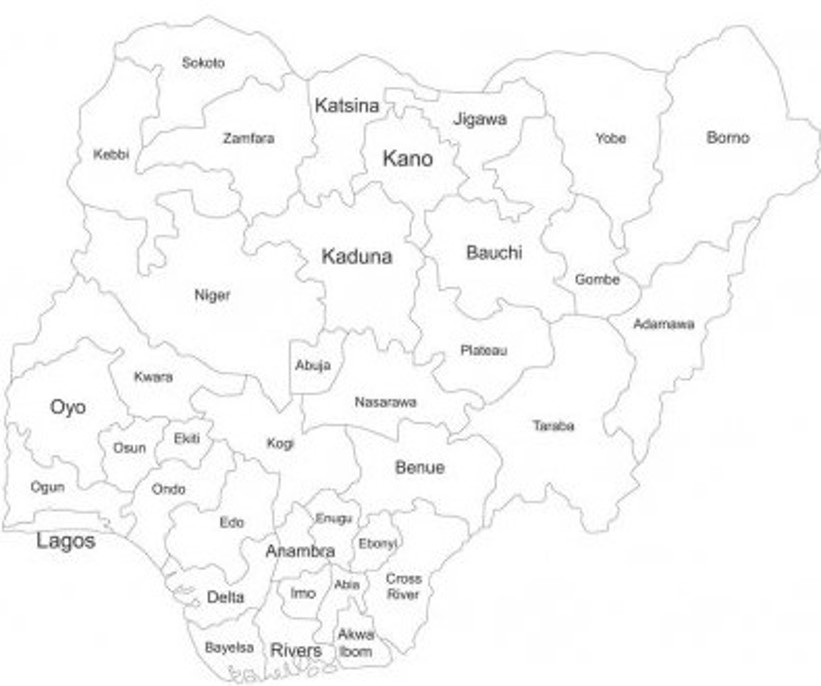 Sokoto
Katsina
Jigawa
Kebbi
Zamfara
Kano
Yobe
Borno
Kaduna
Bauchi
Gombe
Niger
Adamawa
Abuja
Plateau
Kwara
Oyo
Nasarawa
Taraba
Osun
Ekiti
Kogi
Benue
Ogun
Ondo
Lagos
Edo
Enugu
Anambra
Ebonyi
Delta
Imo
Abia
Cross
River
Bayelsa
Rivers
Akwa
Ibom